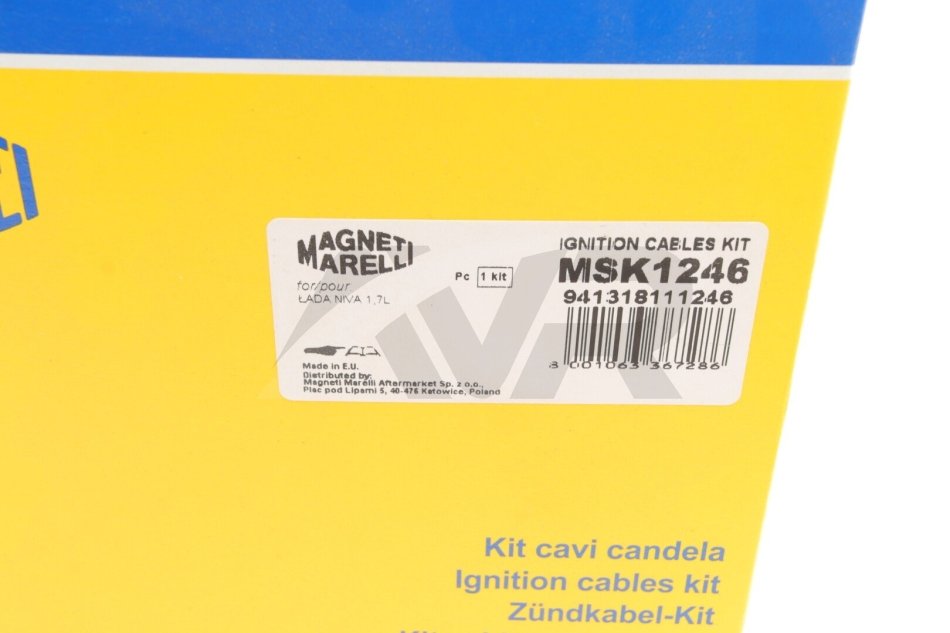 MAGNETI
MARELLI
for/pour
ŁADA NIVA 1,7L
Pc 1 kit
IGNITION CABLES KIT
MSK1246
941318111246
8 001063 367286
Made in E.U.
Distributed by:
Magneti Marelli Aftermarket Sp. z o.o.,
Plac pod Lipami 5, 40-476 Katowice, Poland
Kit cavi candela
Ignition cables kit
Zündkabel-Kit